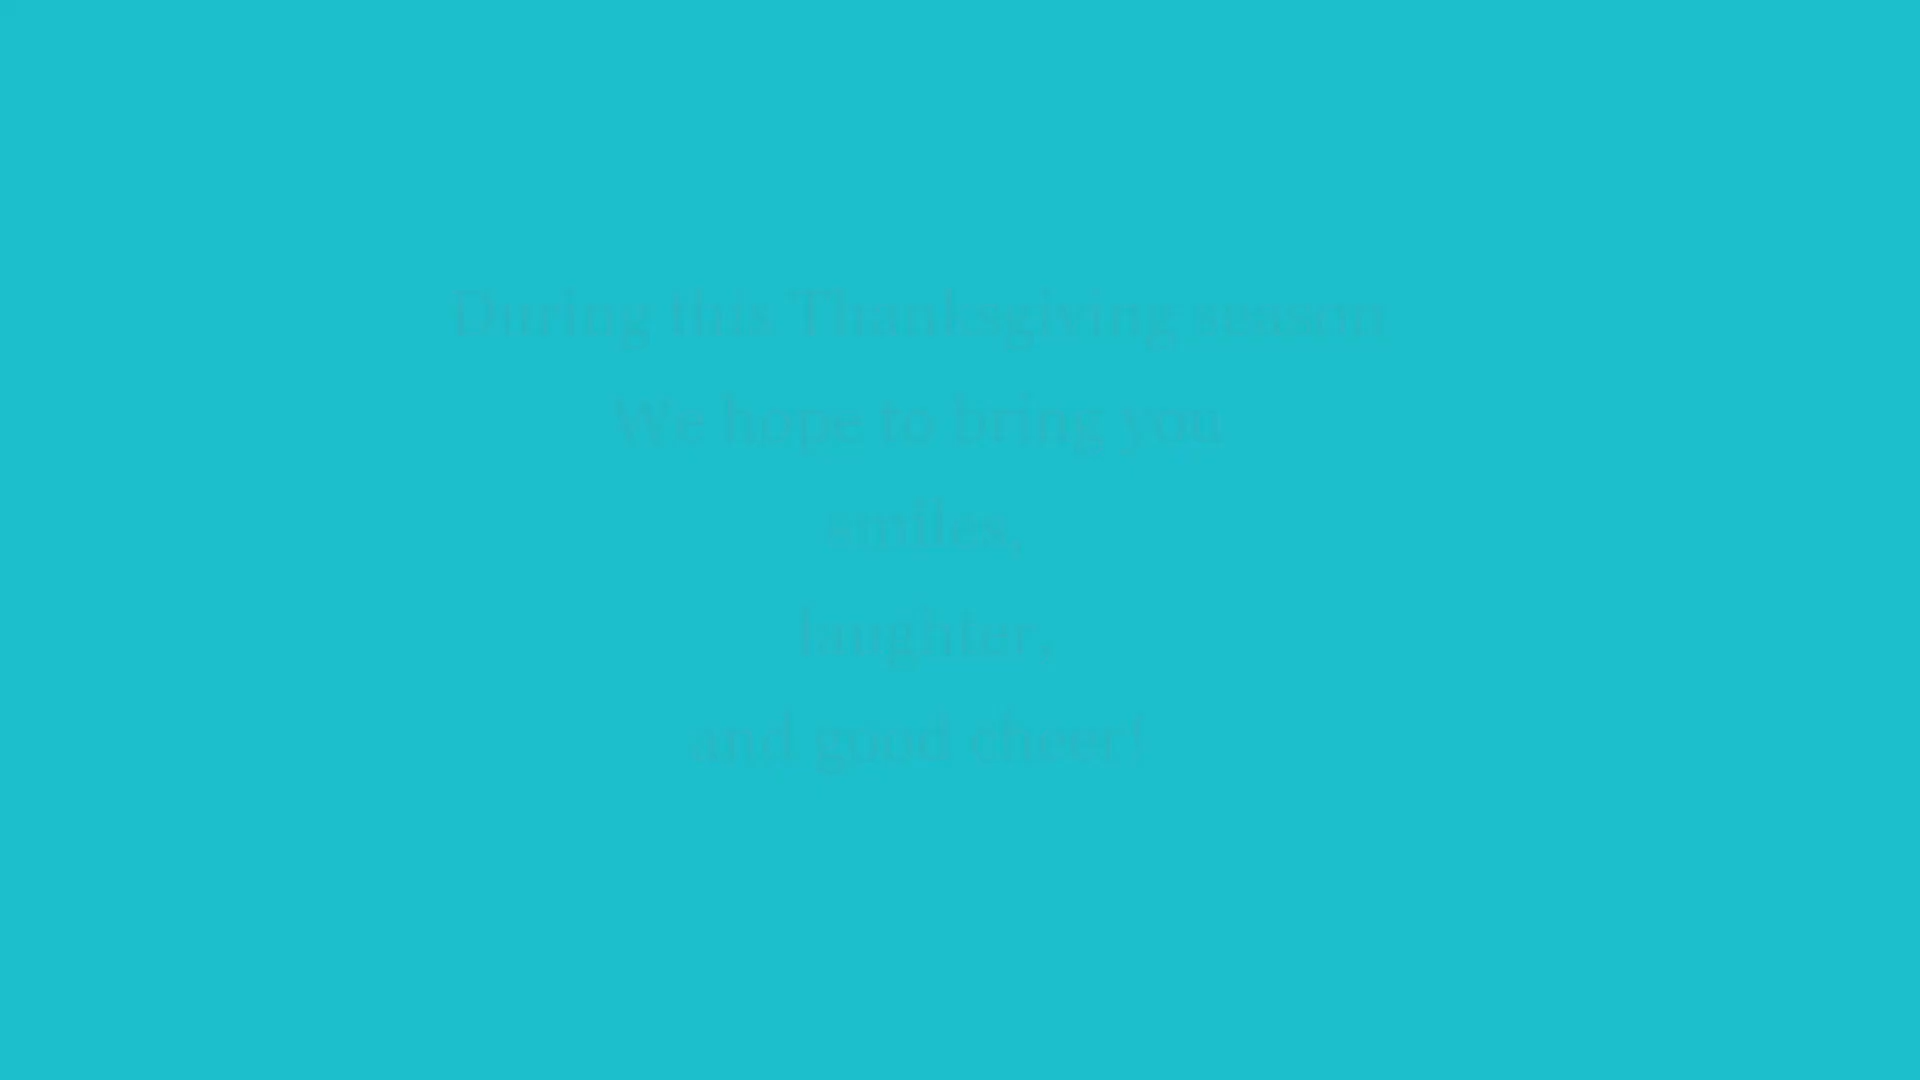 During this Thanksgiving season
We hope to bring you
smiles,
laughter,
and good cheer!